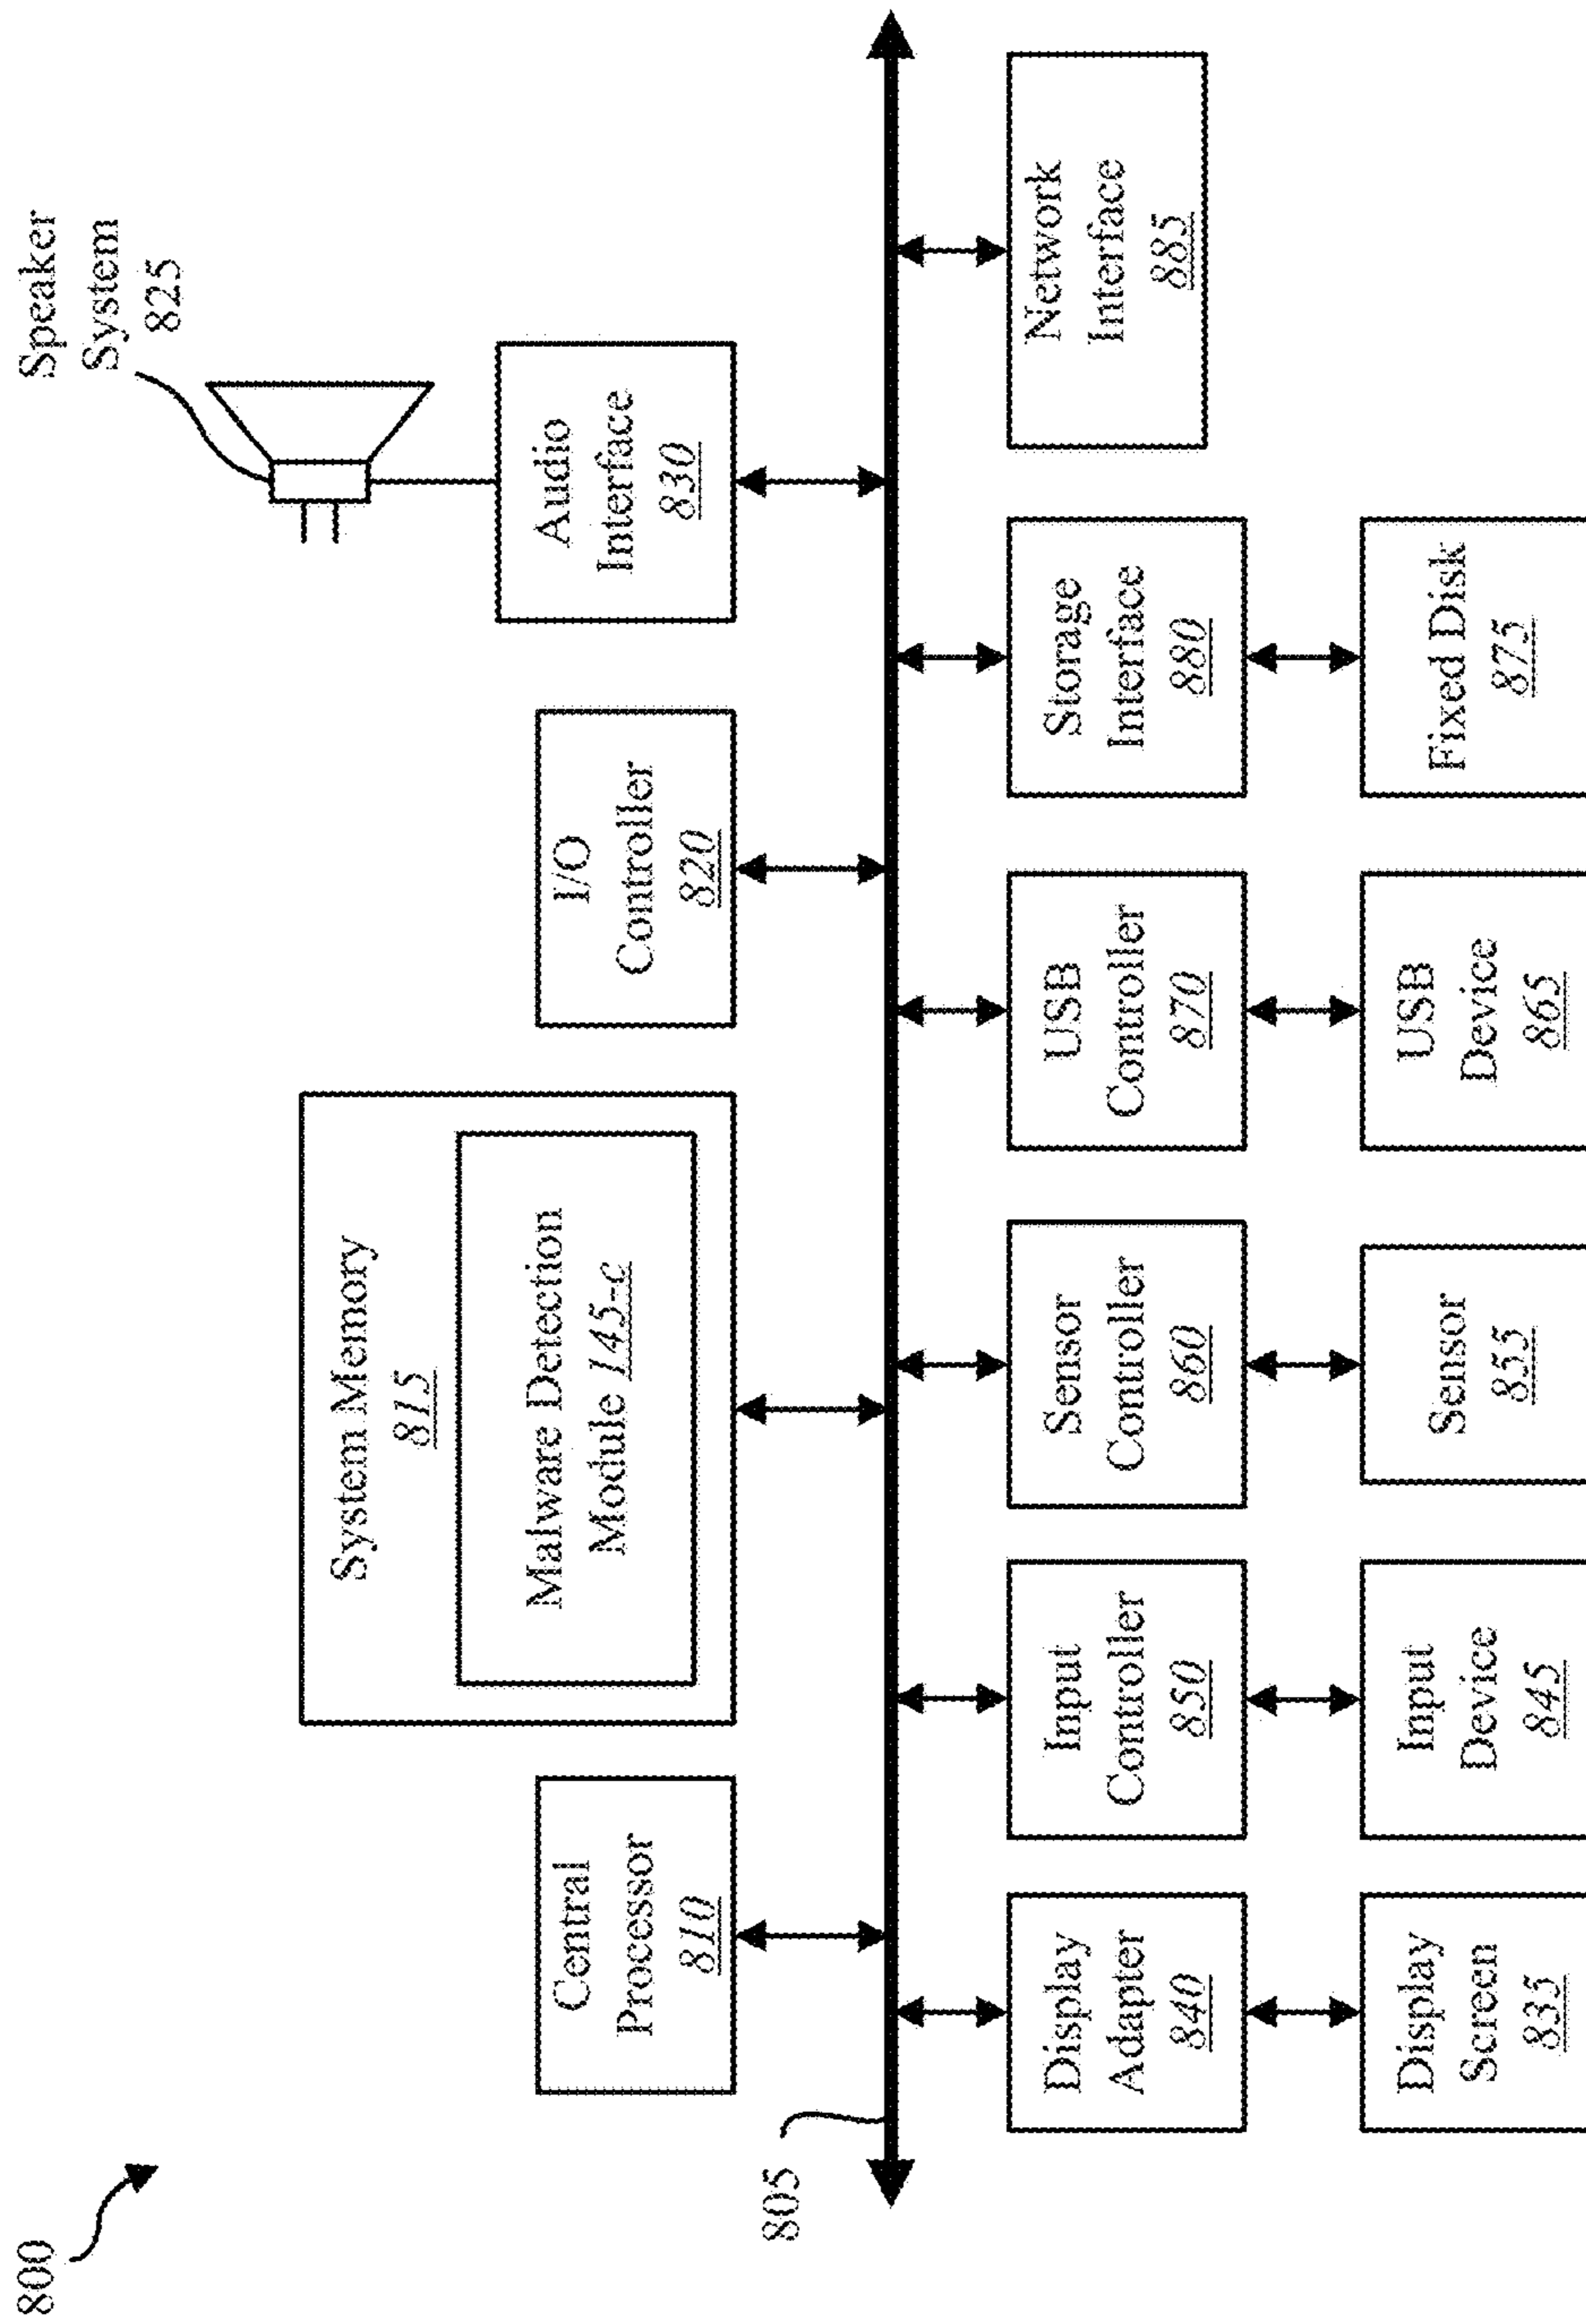 800
Speaker
System
825
Central
Processor
810
System Memory
815
Malware Detection
Module 145-c
I/O
Controller
820
Audio
Interface
830
805
Display
Adapter
840
Input
Controller
850
Sensor
Controller
860
USB
Controller
870
Storage
Interface
880
Network
Interface
885
Display
Screen
835
Input
Device
845
Sensor
855
USB
Device
865
Fixed Disk
875